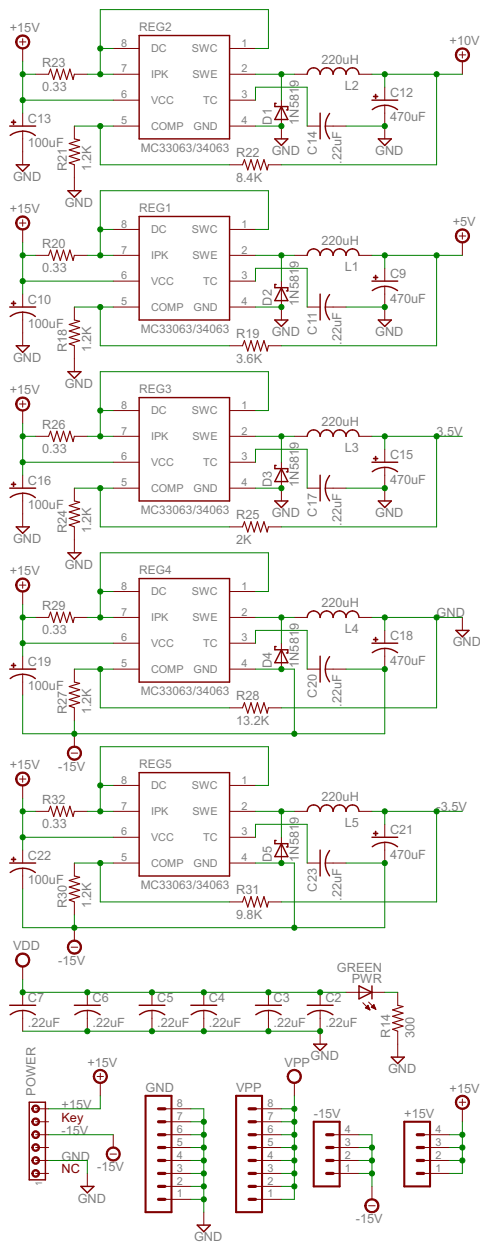 +15V
REG2
+10V
R23
0.33
8
DC
SWC
1
7
IPK
SWE
2
6
VCC
TC
3
5
COMP
GND
4
MC33063/34063
220uH
L2
C12
470uF
GND
D1
1N5819
GND
C14
.22uF
C13
100uF
GND
R21
1.2K
GND
R22
8.4K
+15V
REG1
+5V
R20
0.33
8
DC
SWC
1
7
IPK
SWE
2
6
VCC
TC
3
5
COMP
GND
4
MC33063/34063
220uH
L1
C9
470uF
GND
D2
1N5819
GND
C11
.22uF
C10
100uF
GND
R18
1.2K
GND
R19
3.6K
+15V
REG3
3.5V
R26
0.33
8
DC
SWC
1
7
IPK
SWE
2
6
VCC
TC
3
5
COMP
GND
4
MC33063/34063
220uH
L3
C15
470uF
GND
D3
1N5819
GND
C17
.22uF
C16
100uF
GND
R24
1.2K
GND
R25
2K
+15V
REG4
GND
GND
R29
0.33
8
DC
SWC
1
7
IPK
SWE
2
6
VCC
TC
3
5
COMP
GND
4
MC33063/34063
220uH
L4
C18
470uF
D4
1N5819
C20
.22uF
C19
100uF
R27
1.2K
R28
13.2K
-15V
+15V
REG5
-3.5V
R32
0.33
8
DC
SWC
1
7
IPK
SWE
2
6
VCC
TC
3
5
COMP
GND
4
MC33063/34063
220uH
L5
C21
470uF
D5
1N5819
C23
.22uF
C22
100uF
R30
1.2K
R31
9.8K
-15V
VDD
GREEN
PWR
C7
.22uF
C6
.22uF
C5
.22uF
C4
.22uF
C3
.22uF
C2
.22uF
GND
R14
300
GND
POWER
+15V
+15V
Key
-15V
-15V
GND
NC
GND
GND
8
7
6
5
4
3
2
1
GND
VPP
VPP
8
7
6
5
4
3
2
1
-15V
4
3
2
1
-15V
+15V
+15V
4
3
2
1